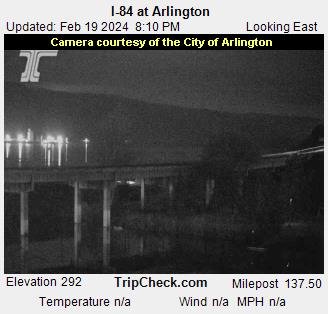 I-84 at Arlington
Updated: Feb 19 2024 8:10 PM Looking East
Camera courtesy of the City of Arlington
Elevation 292 TripCheck.com Milepost 137.50
Temperature n/a Wind n/a MPH n/a